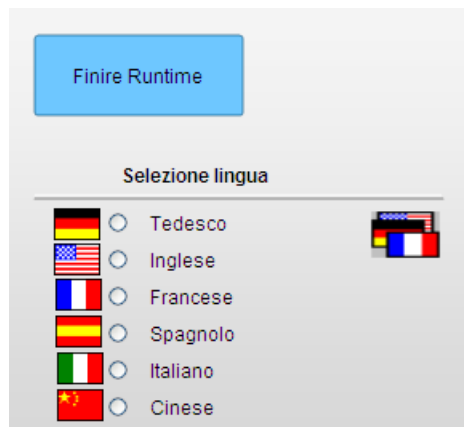 Finire Runtime
Selezione lingua
Tedesco
Inglese
Francese
Spagnolo
Italiano
Cinese